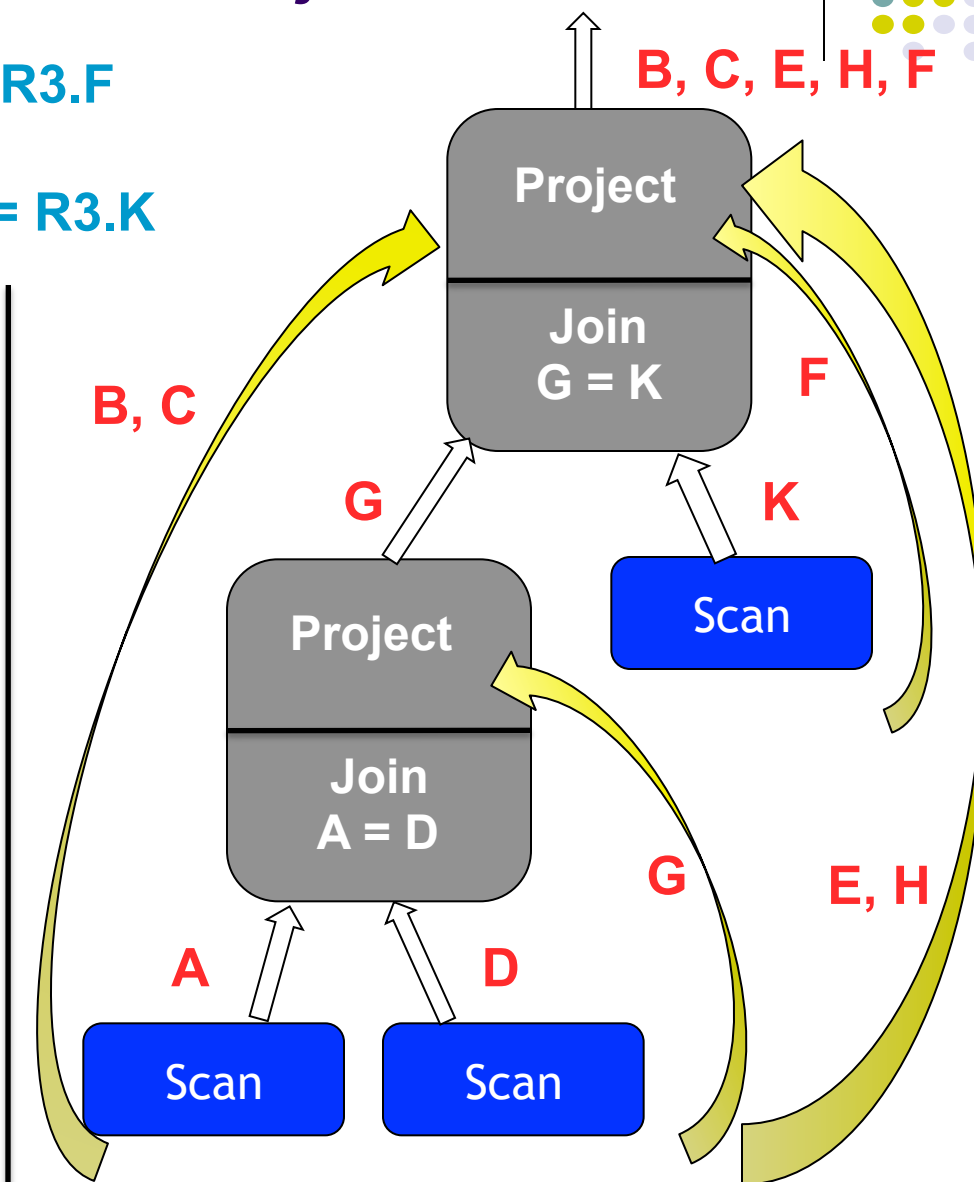 B, C, E, H, F
R3.F
Project
= R3.K
Join
G = K
F
B, C
G
K
Scan
Project
Join
A = D
G
E, H
A
D
Scan
Scan